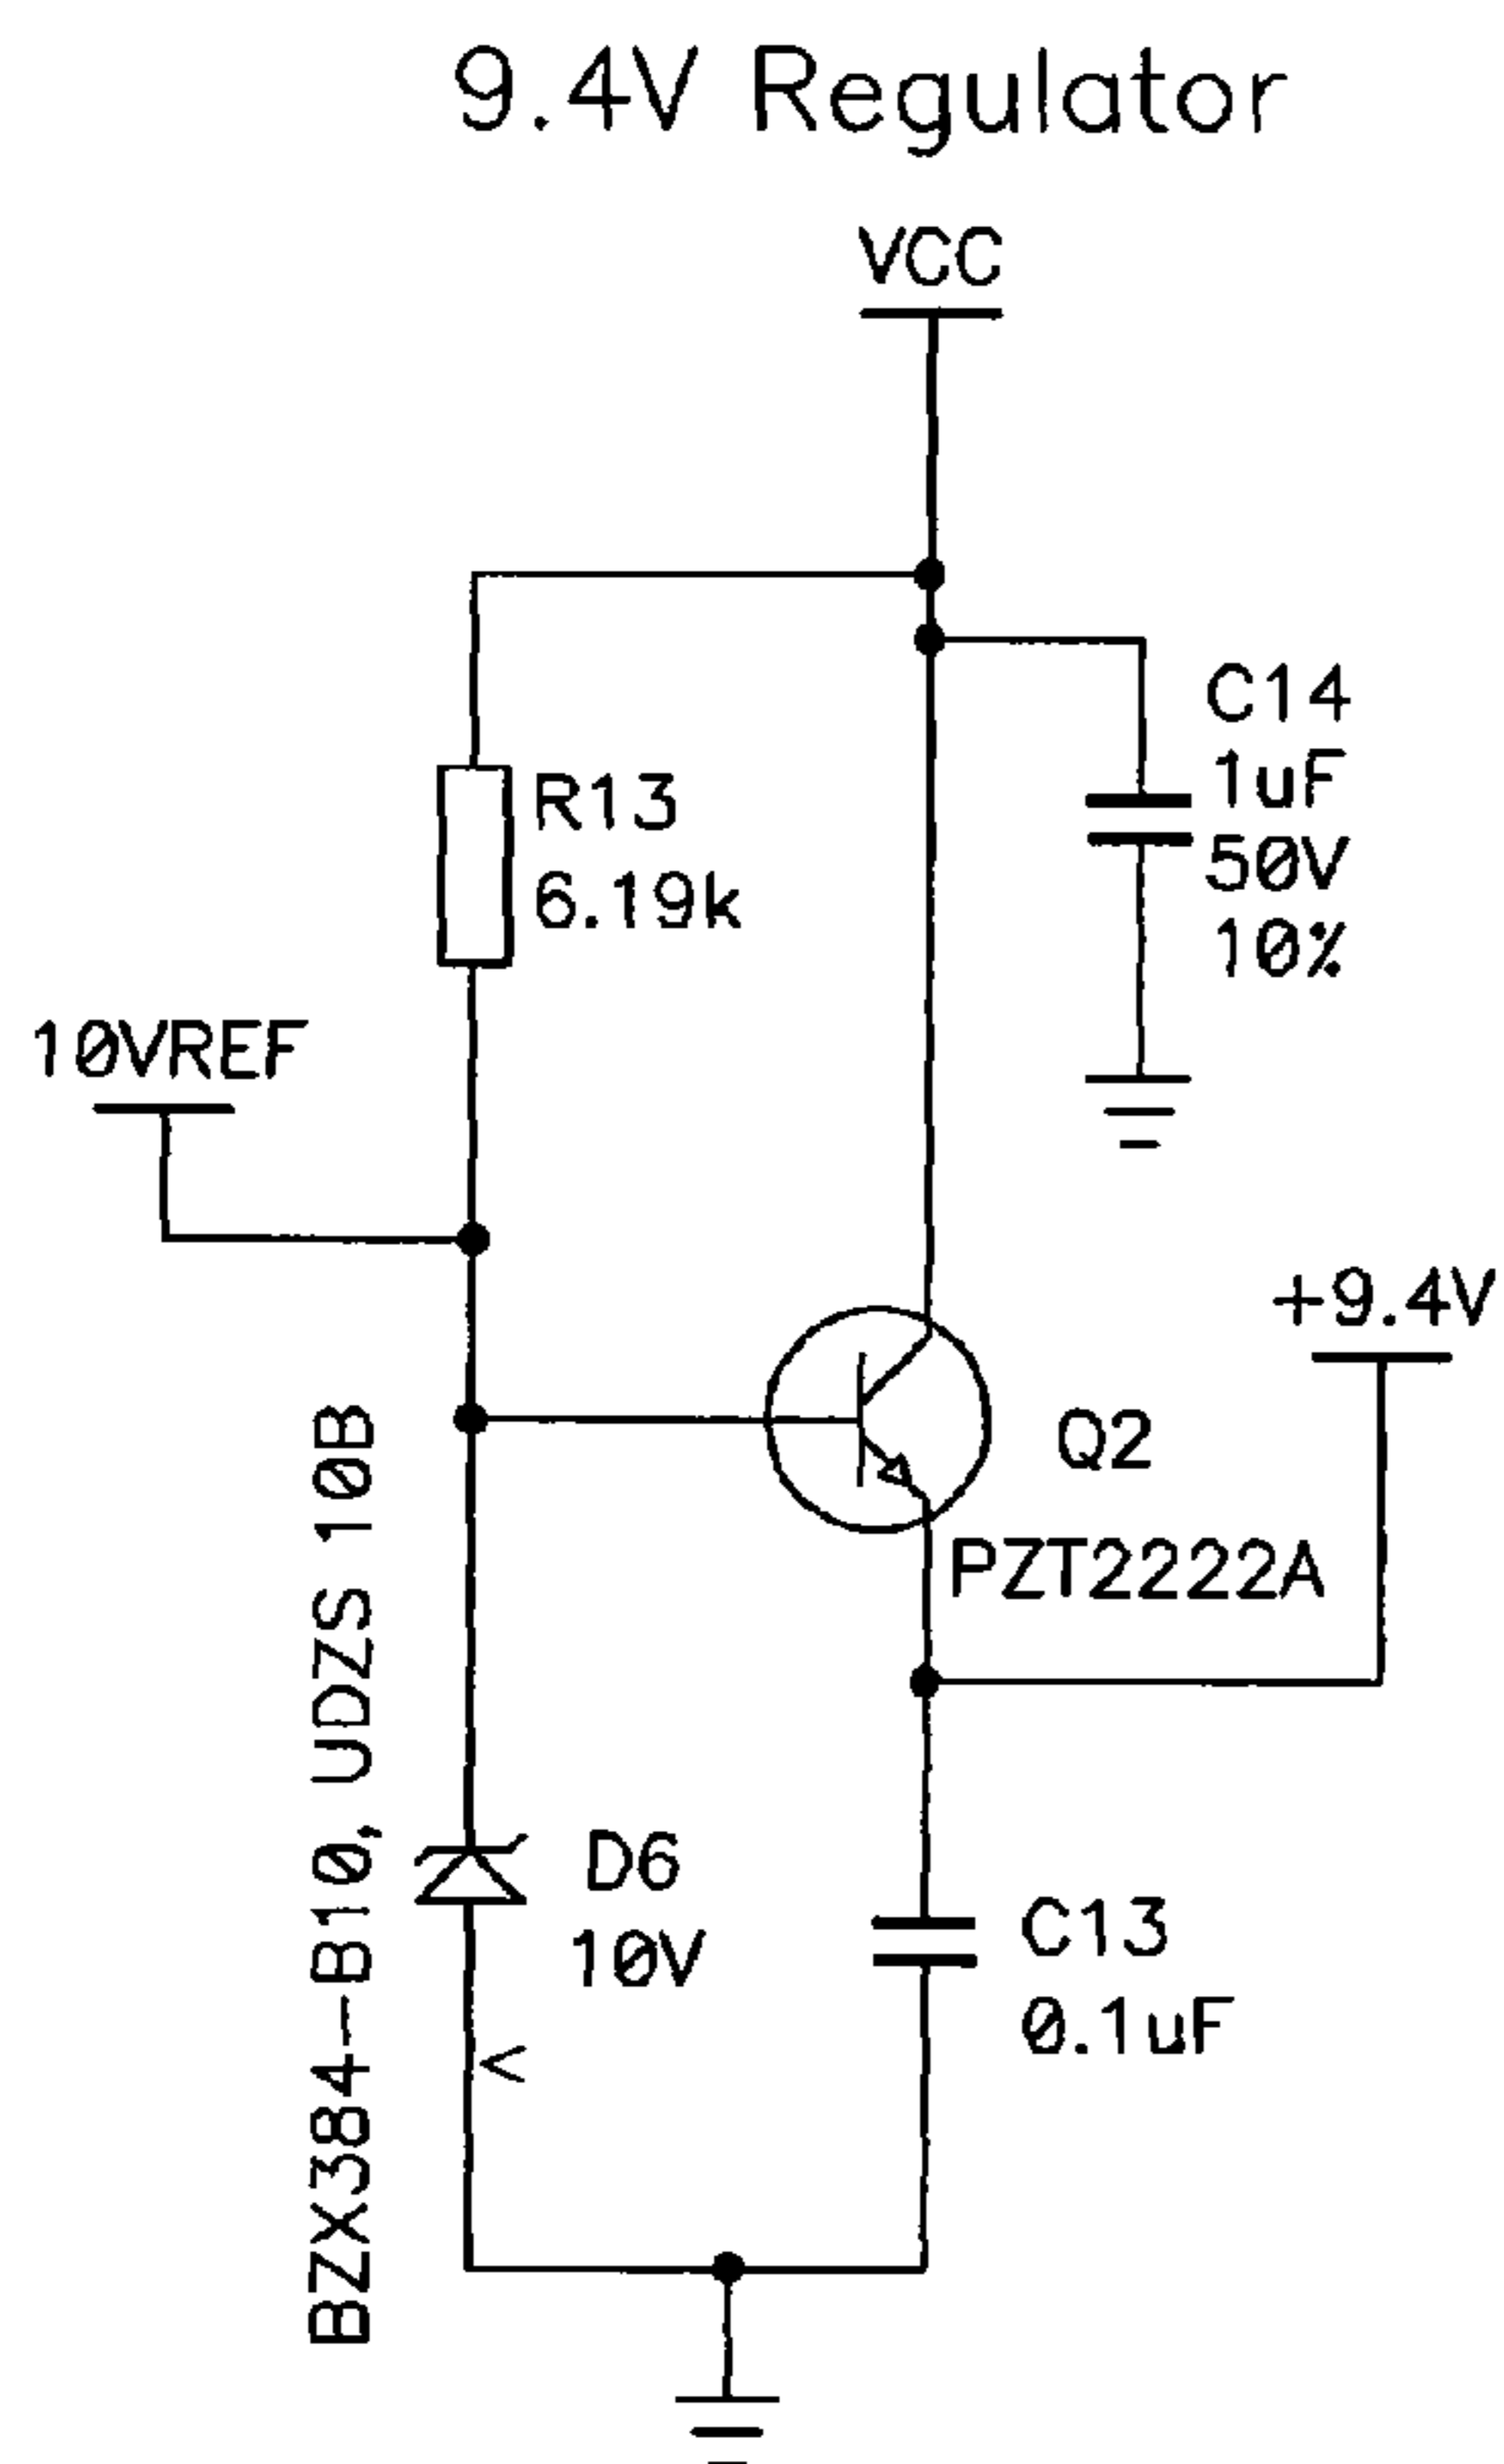 9.4V Regulator
VCC
C14
1uF
50V
10%
R13
6.19k
10VREF
+9.4V
Q2
PZT2222A
BZX384-B10, UDZS 10B
D6
10V
C13
0.1uF